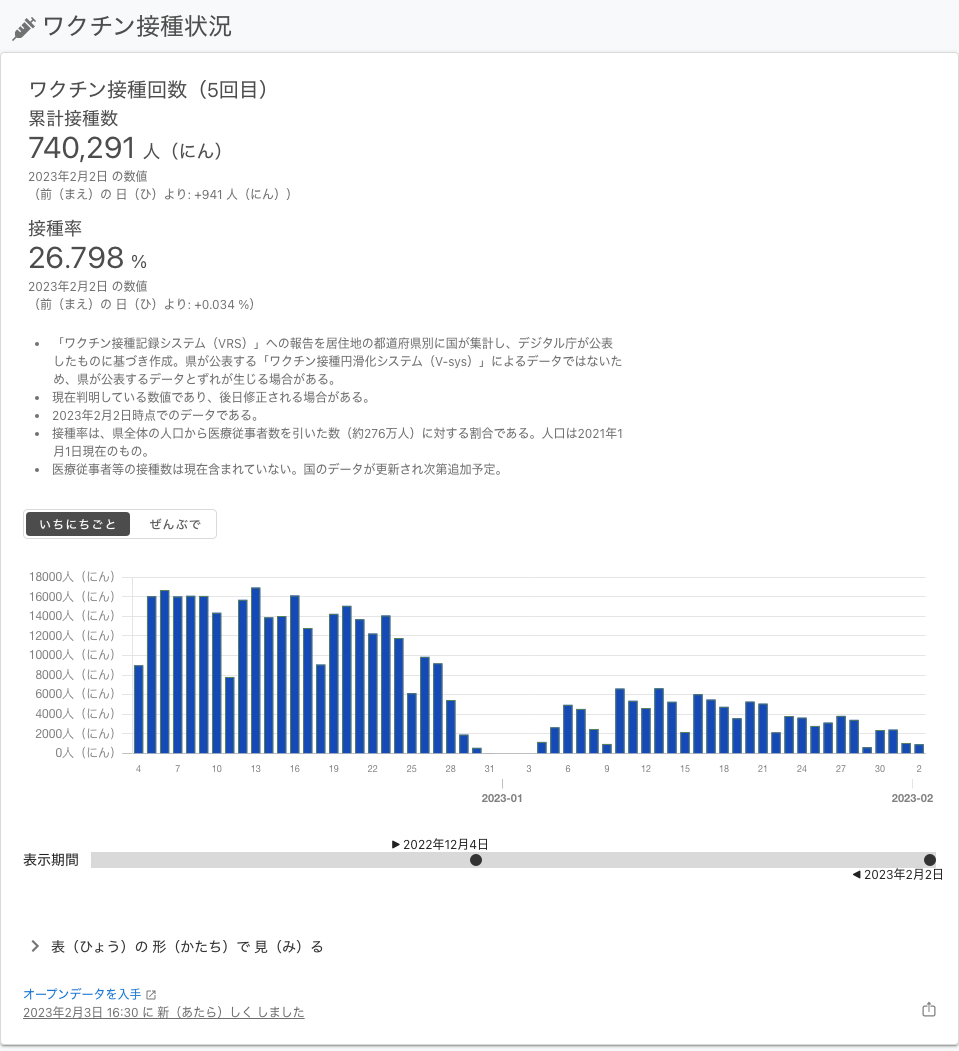 ワクチン接種状況
ワクチン接種回数（5回目）
累計接種数
740,291 人（にん）
2023年2月2日 の数値
（前（まえ）の 日（ひ）より: +941 人（にん））
接種率
26.798 %
2023年2月2日 の数値
（前（まえ）の 日（ひ）より: +0.034 %）
• 「ワクチン接種記録システム（VRS）」への報告を居住地の都道府県別に国が集計し、デジタル庁が公表
したものに基づき作成。県が公表する「ワクチン接種円滑化システム（V-sys）」によるデータではないた
め、県が公表するデータとずれが生じる場合がある。
• 現在判明している数値であり、後日修正される場合がある。
• 2023年2月2日時点でのデータである。
• 接種率は、県全体の人口から医療従事者数を引いた数（約276万人）に対する割合である。人口は2021年1
月1日現在のもの。
• 医療従事者等の接種数は現在含まれていない。国のデータが更新され次第追加予定。
いちにちごと ぜんぶで
18000人（にん）
16000人（にん）
14000人（にん）
12000人（にん）
10000人（にん）
8000人（にん）
6000人（にん）
4000人（にん）
2000人（にん）
0人（にん）
4 7 10 13 16 19 22 25 28 31 3 6 9 12 15 18 21 24 27 30 2
2023-01 2023-02
▶ 2022年12月4日
表示期間
◀ 2023年2月2日
表（ひょう）の 形（かたち）で 見（み）る
オープンデータを入手
2023年2月3日 16:30 に 新（あたら）しく しました